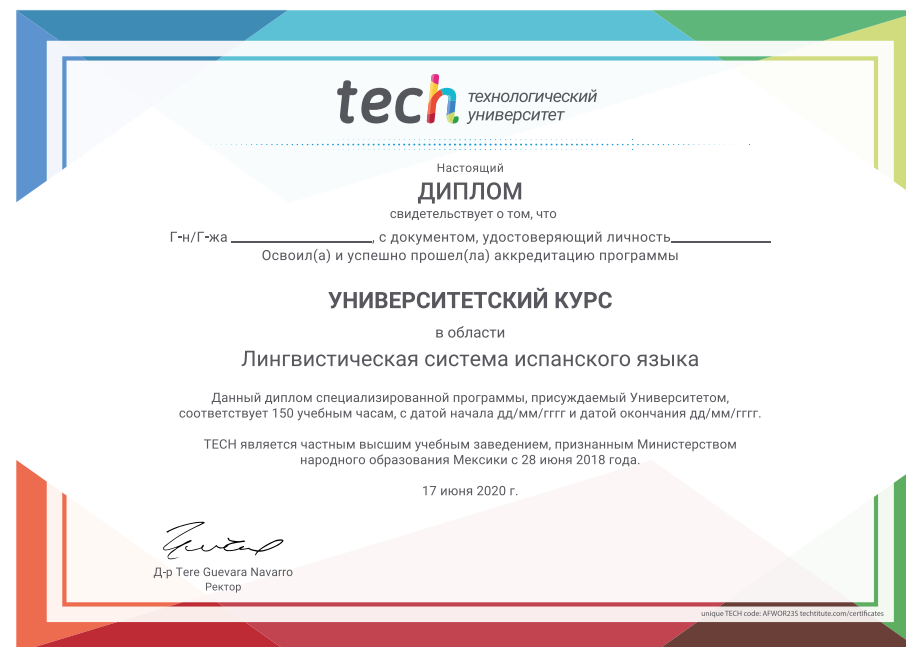 tech технологический
университет
Настоящий
ДИПЛОМ
свидетельствует о том, что
Г-н/Г-жа ____________________, с документом, удостоверяющий личность______________
Освоил(а) и успешно прошел(ла) аккредитацию программы
УНИВЕРСИТЕТСКИЙ КУРС
в области
Лингвистическая система испанского языка
Данный диплом специализированной программы, присуждаемый Университетом,
соответствует 150 учебным часам, с датой начала дд/мм/гггг и датой окончания дд/мм/гггг.
TECH является частным высшим учебным заведением, признанным Министерством
народного образования Мексики с 28 июня 2018 года.
17 июня 2020 г.
Д-р Tere Guevara Navarro
Ректор
unique TECH code: AFWOR23S techtitute.com/certificates